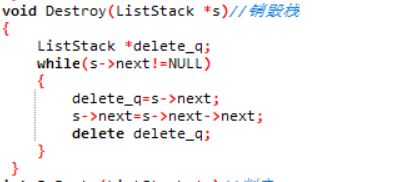 void Destroy(ListStack *s)//销毁栈
{
ListStack *delete_q;
while(s->next!=NULL)
{
delete_q=s->next;
s->next=s->next->next;
delete delete_q;
}
}